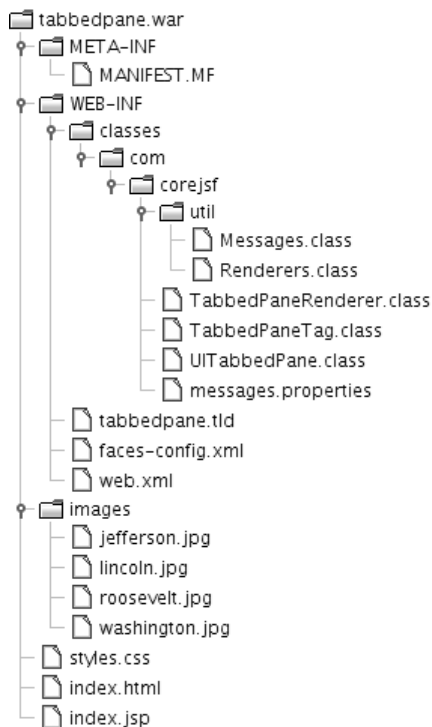 tabbedpane.war
META-INF
MANIFEST.MF
WEB-INF
classes
com
corejsf
util
Messages.class
Renderers.class
TabbedPaneRenderer.class
TabbedPaneTag.class
UITabbedPane.class
messages.properties
tabbedpane.tld
faces-config.xml
web.xml
images
jefferson.jpg
lincoln.jpg
roosevelt.jpg
washington.jpg
styles.css
index.html
index.jsp